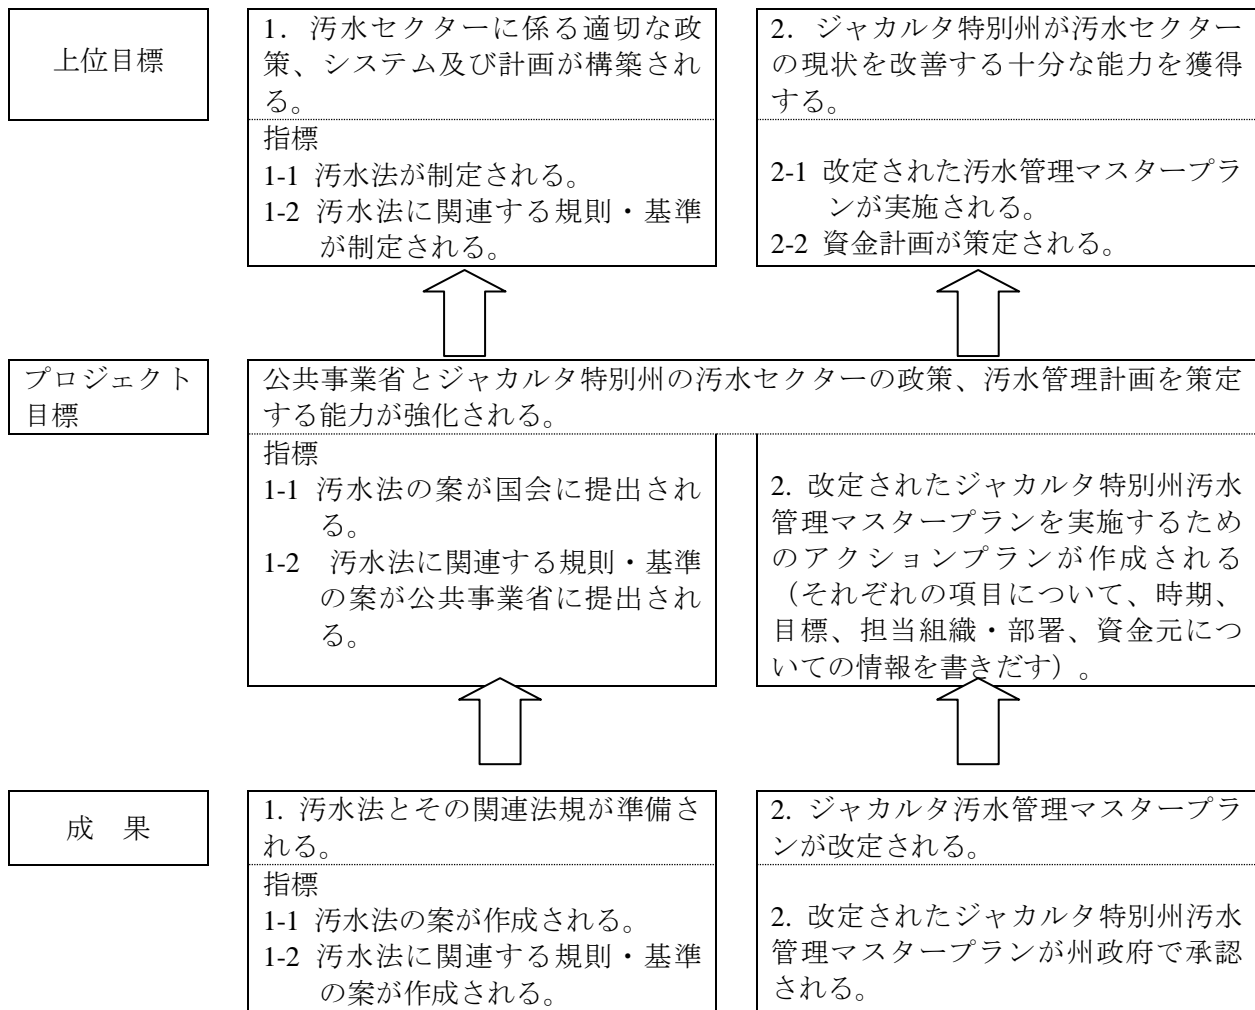 上位目標
1. 汚水セクターに係る適切な政
策、システム及び計画が構築され
る。
指標
1-1 汚水法が制定される。
1-2 汚水法に関連する規則・基準
が制定される。
2. ジャカルタ特別州が汚水セクター
の現状を改善する十分な能力を獲得
する。
2-1 改定された汚水管理マスタープラ
ンが実施される。
2-2 資金計画が策定される。
プロジェクト
目標
公共事業省とジャカルタ特別州の汚水セクターの政策、汚水管理計画を策定
する能力が強化される。
指標
1-1 汚水法の案が国会に提出され
る。
1-2 汚水法に関連する規則・基準
の案が公共事業省に提出され
る。
2. 改定されたジャカルタ特別州汚水
管理マスタープランを実施するため
のアクションプランが作成される
（それぞれの項目について、時期、
目標、担当組織・部署、資金元につ
いての情報を書きだす）。
成 果
1. 汚水法とその関連法規が準備さ
れる。
指標
1-1 汚水法の案が作成される。
1-2 汚水法に関連する規則・基準
の案が作成される。
2. ジャカルタ汚水管理マスタープラ
ンが改定される。
2. 改定されたジャカルタ特別州汚水
管理マスタープランが州政府で承認
される。